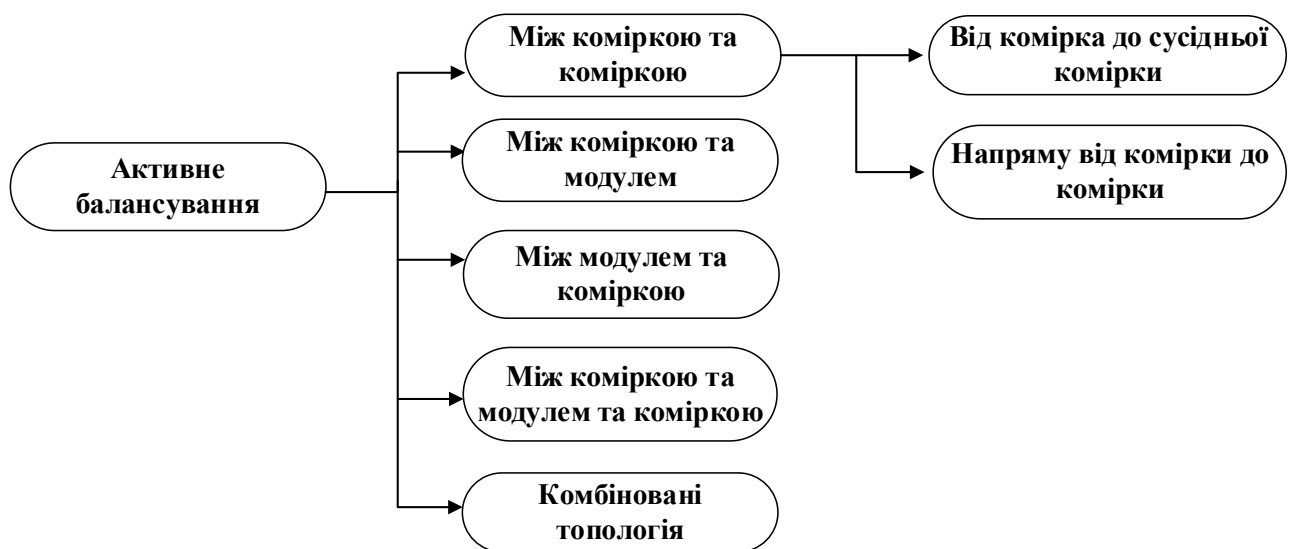 Активне
балансування
Між коміркою та
коміркою
Між коміркою та
модулем
Між модулем та
коміркою
Між коміркою та
модулем та коміркою
Комбіновані
топологія
Від комірка до сусідньої
комірки
Напряму від комірки до
комірки